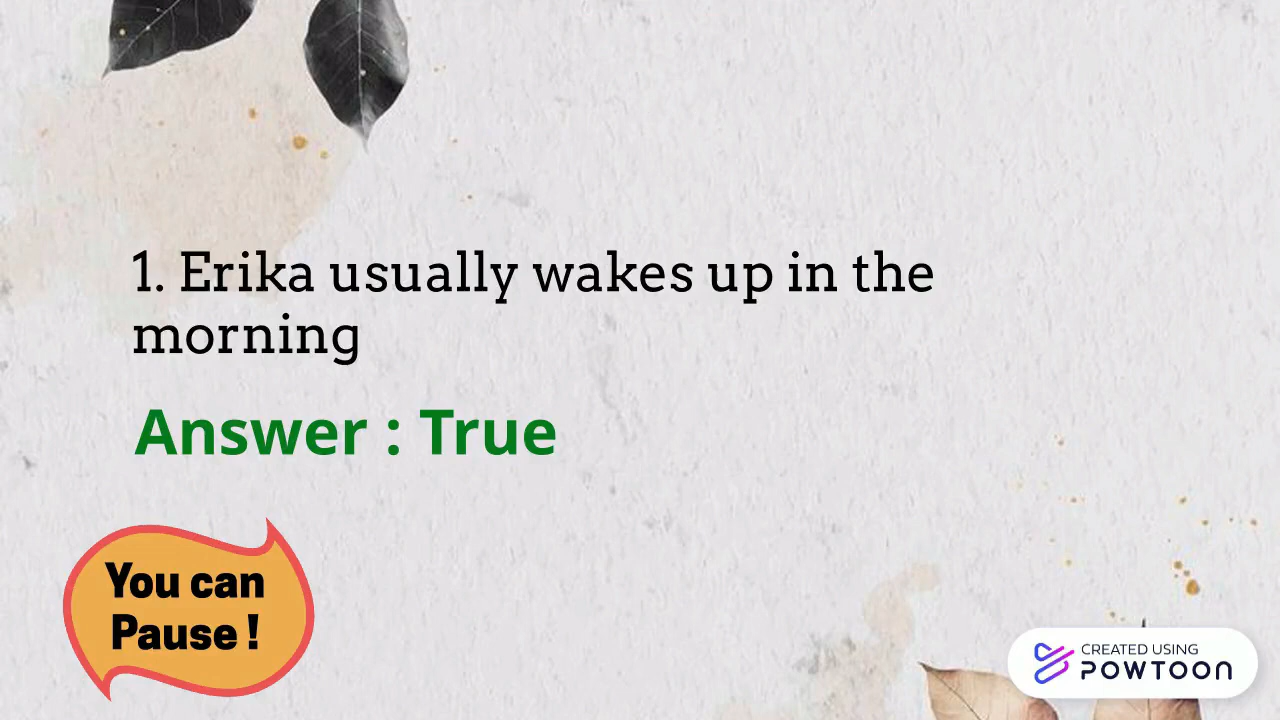 1. Erika usually wakes up in the
morning
Answer : True
You can
Pause !
CREATED USING
POWTOON